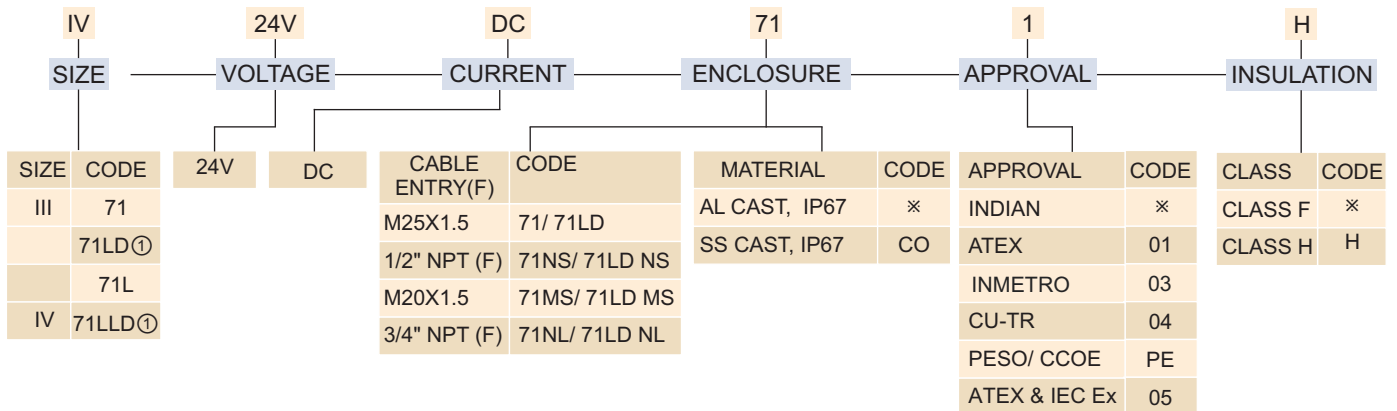 IV 24V DC 71 1 H
SIZE VOLTAGE CURRENT ENCLOSURE APPROVAL INSULATION
SIZE CODE
III 71
71LD①
71L
IV 71LLD①
24V
DC
CABLE ENTRY(F) CODE
M25X1.5 71/ 71LD
1/2" NPT (F) 71NS/ 71LD NS
M20X1.5 71MS/ 71LD MS
3/4" NPT (F) 71NL/ 71LD NL
MATERIAL CODE
AL CAST, IP67 ※
SS CAST, IP67 CO
APPROVAL CODE
INDIAN ※
ATEX 01
INMETRO 03
CU-TR 04
PESO/ CCOE PE
ATEX & IEC Ex 05
CLASS CODE
CLASS F ※
CLASS H H